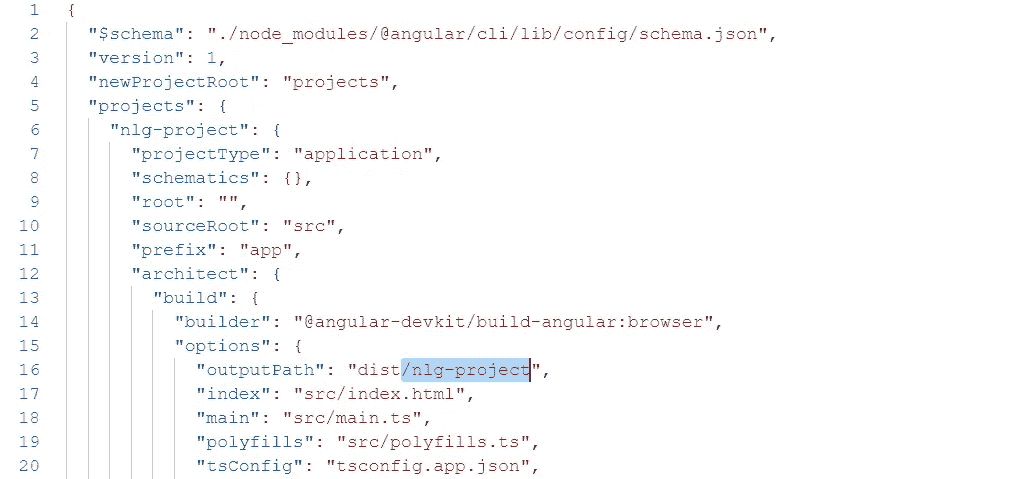 1 {
2 "$schema": "./node_modules/@angular/cli/lib/config/schema.json",
3 "version": 1,
4 "newProjectRoot": "projects",
5 "projects": {
6 "nlg-project": {
7 "projectType": "application",
8 "schematics": {},
9 "root": "",
10 "sourceRoot": "src",
11 "prefix": "app",
12 "architect": {
13 "build": {
14 "builder": "@angular-devkit/build-angular:browser",
15 "options": {
16 "outputPath": "dist/nlg-project",
17 "index": "src/index.html",
18 "main": "src/main.ts",
19 "polyfills": "src/polyfills.ts",
20 "tsConfig": "tsconfig.app.json",